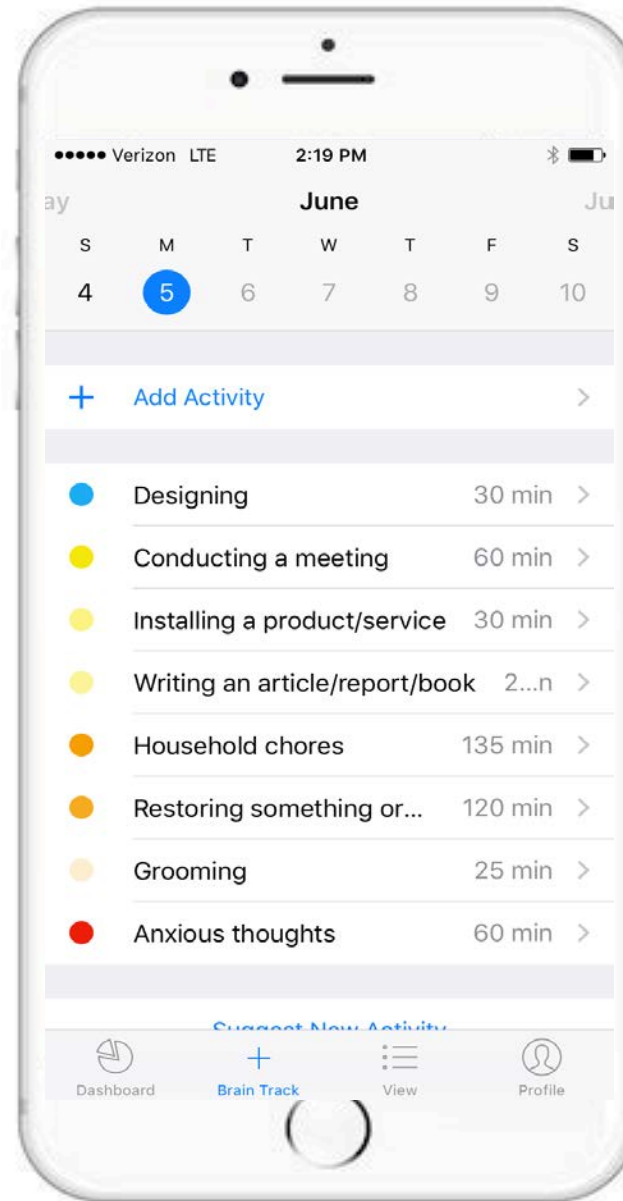 Verizon LTE 2:19 PM
ay June Ju
S M T W T F S
4 5 6 7 8 9 10
+ Add Activity >
Designing 30 min >
Conducting a meeting 60 min >
Installing a product/service 30 min >
Writing an article/report/book 2...n >
Household chores 135 min >
Restoring something or... 120 min >
Grooming 25 min >
Anxious thoughts 60 min >
Suggest New Activity
Dashboard Brain Track View Profile